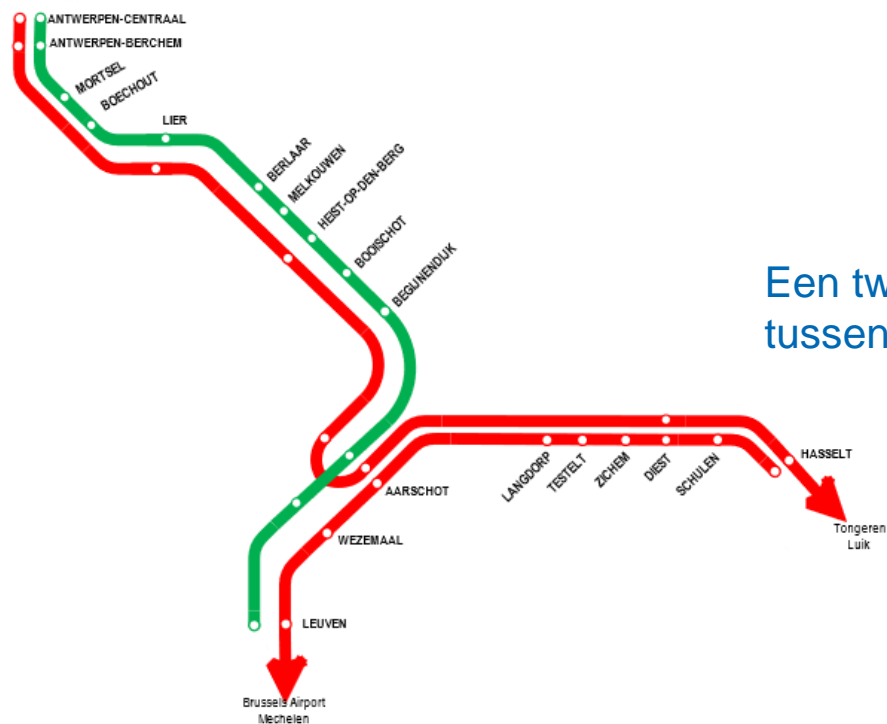 ANTWERPEN-CENTRAAL
ANTWERPEN-BERCHEM
MORTSEL
BOECHOUT
LIER
BERLAAR
MELKOUWEN
HEIST-OP-DEN-BERG
BOOISCHOT
BEGIJNENDIJK
Een tw
tussen
HASSELT
LANGDORP
TESTELT
ZICHEM
DIEST
SCHULEN
AARSCHOT
Tongeren
Luik
WEZEMAAL
LEUVEN
Brussels Airport
Mechelen